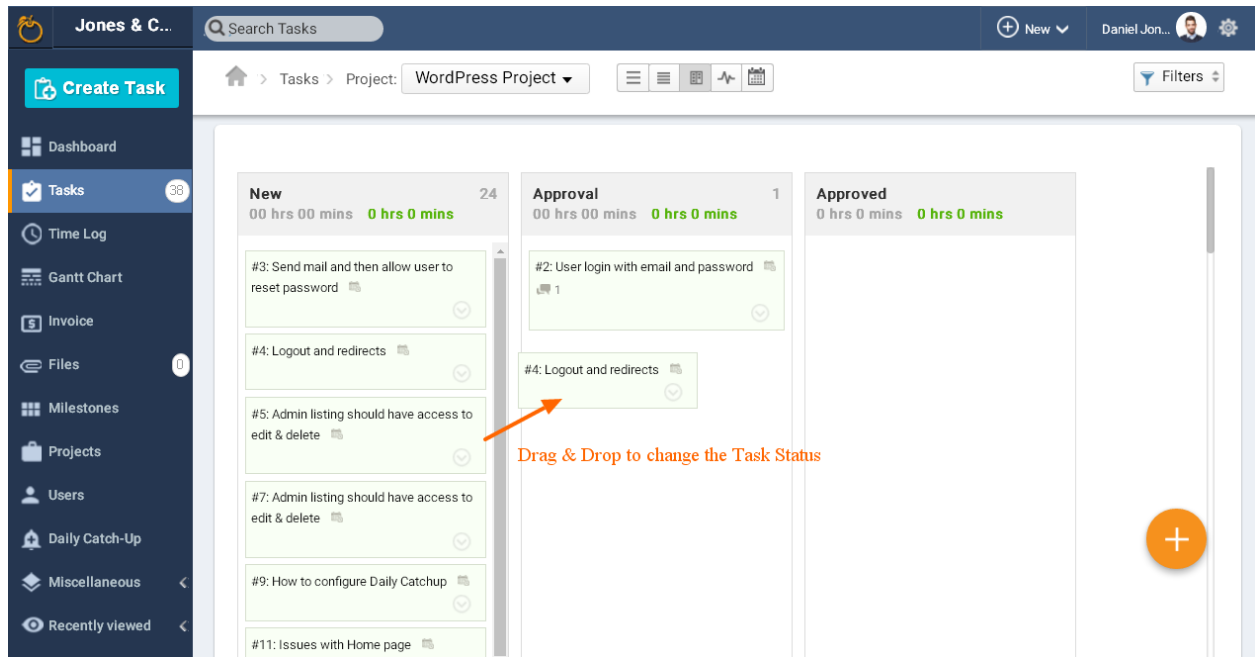 Jones & C...
Search Tasks
New
Daniel Jon...
Create Task
Tasks
Project:
WordPress Project
Filters
Dashboard
Tasks
38
Time Log
Gantt Chart
Invoice
Files
0
Milestones
Projects
Users
Daily Catch-Up
Miscellaneous
Recently viewed
New
24
00 hrs 00 mins 0 hrs 0 mins
#3: Send mail and then allow user to
reset password
#4: Logout and redirects
#5: Admin listing should have access to
edit & delete
#7: Admin listing should have access to
edit & delete
#9: How to configure Daily Catchup
#11: Issues with Home page
Approval
1
00 hrs 00 mins 0 hrs 0 mins
#2: User login with email and password
1
#4: Logout and redirects
Drag & Drop to change the Task Status
Approved
0 hrs 0 mins 0 hrs 0 mins